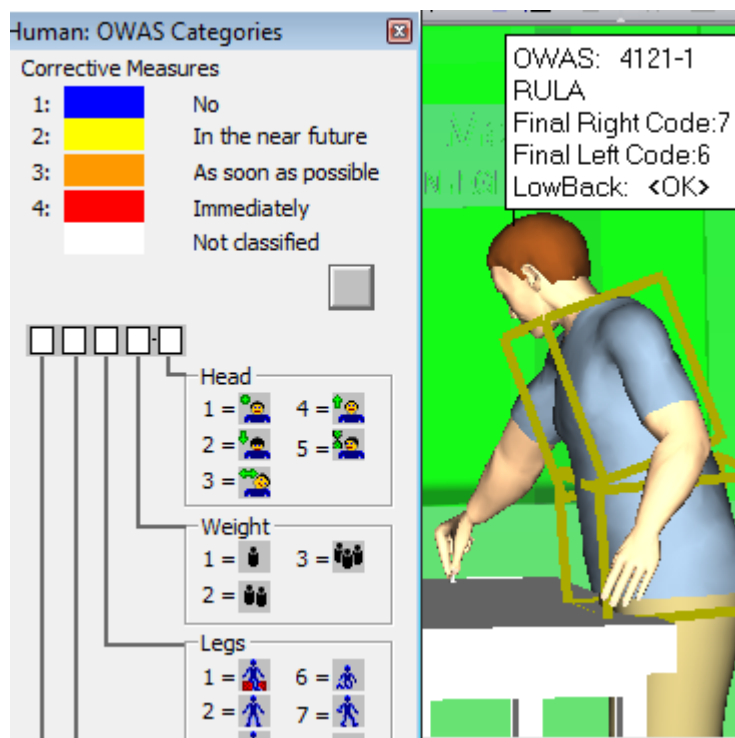 Human: OWAS Categories
Corrective Measures
1: No
2: In the near future
3: As soon as possible
4: Immediately
Not classified
Head
1 = 4 =
2 = 5 =
3 =
Weight
1 = 3 =
2 =
Legs
1 = 6 =
2 = 7 =
OWAS: 4121-1
RULA
Final Right Code:7
Final Left Code:6
LowBack: <OK>